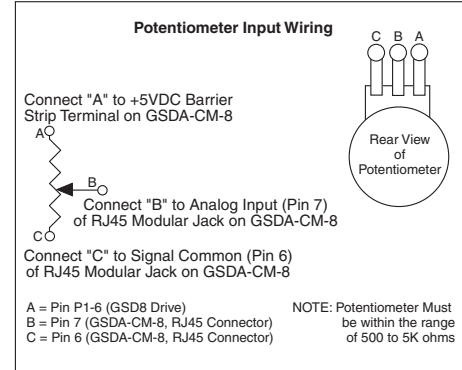 Potentiometer Input Wiring
C B A
Connect "A" to +5VDC Barrier
Strip Terminal on GSDA-CM-8
A
Rear View
of
Potentiometer
B
Connect "B" to Analog Input (Pin 7)
of RJ45 Modular Jack on GSDA-CM-8
C
Connect "C" to Signal Common (Pin 6)
of RJ45 Modular Jack on GSDA-CM-8
A = Pin P1-6 (GSD8 Drive)
B = Pin 7 (GSDA-CM-8, RJ45 Connector)
C = Pin 6 (GSDA-CM-8, RJ45 Connector)
NOTE: Potentiometer Must
be within the range
of 500 to 5K ohms